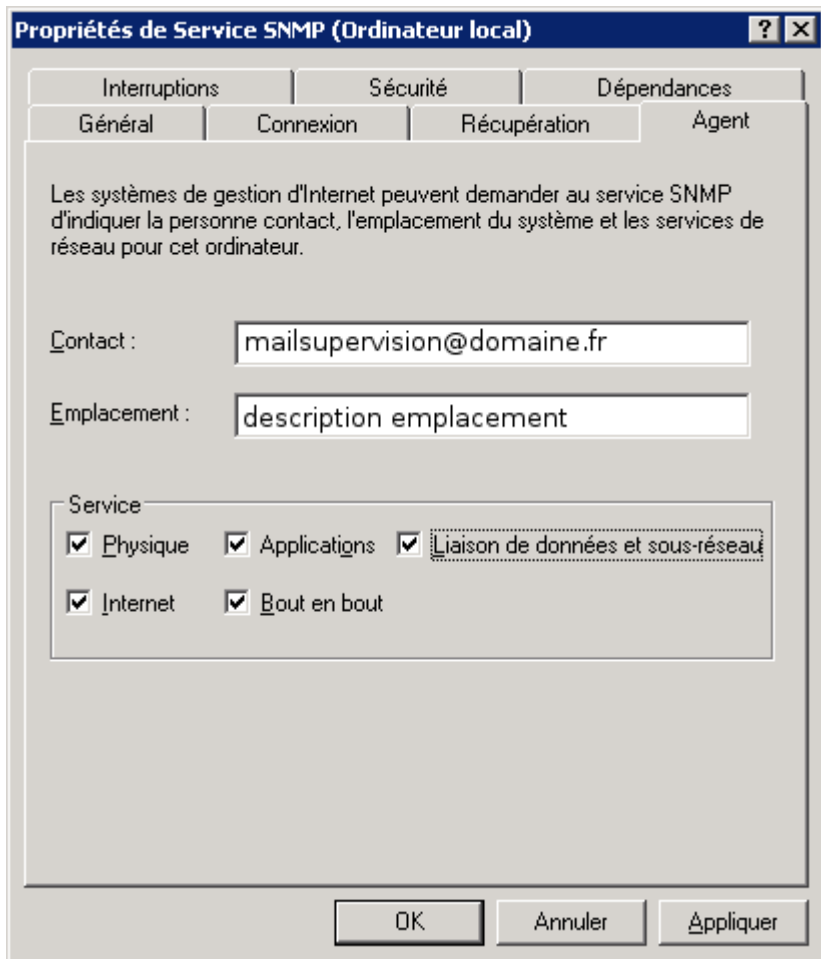 Propriétés de Service SNMP (Ordinateur local)
Interruptions Sécurité Dépendances
Général Connexion Récupération Agent
Les systèmes de gestion d'Internet peuvent demander au service SNMP
d'indiquer la personne contact, l'emplacement du système et les services de
réseau pour cet ordinateur.
Contact : mailsupervision@domaine.fr
Emplacement : description emplacement
Service
Physique Applications Liaison de données et sous-réseau
Internet Bout en bout
OK Annuler Appliquer